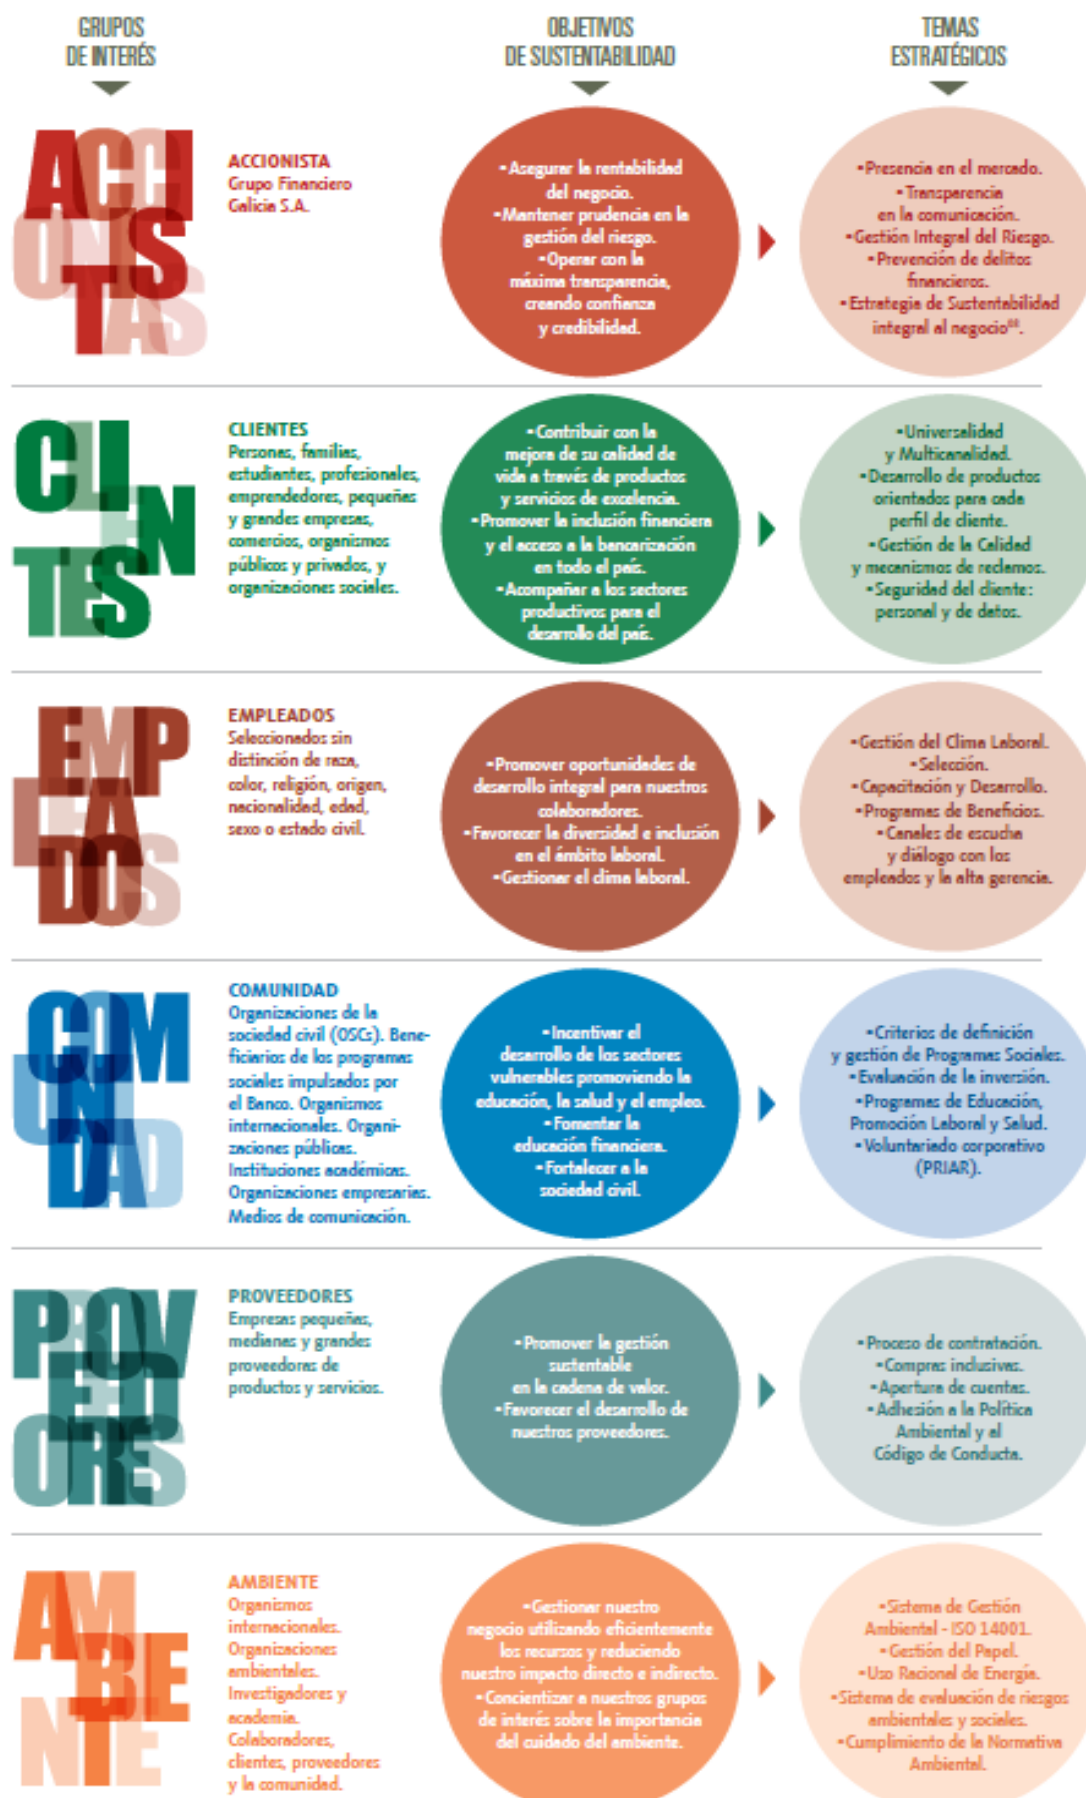 GRUPOS
DE INTERÉS
OBJETIVOS
DE SUSTENTABILIDAD
TEMAS
ESTRATÉGICOS
ACCI
ONIS
TAS
ACCIONISTA
Grupo Financiero
Galicia S.A.
▪Asegurar la rentabilidad
del negocio.
▪Mantener prudencia en la
gestión del riesgo.
▪Operar con la
máxima transparencia,
creando confianza
y credibilidad.
▪Presencia en el mercado.
▪Transparencia
en la comunicación.
▪Gestión Integral del Riesgo.
▪Prevención de delitos
financieros.
▪Estrategia de Sustentabilidad
integral al negocio
CLI
EN
TES
CLIENTES
Personas, familias,
estudiantes, profesionales,
emprendedores, pequeñas
y grandes empresas,
comercios, organismos
públicos y privados, y
organizaciones sociales.
▪Contribuir con la
mejora de su calidad de
vida a través de productos
y servicios de excelencia.
▪Promover la inclusión financiera
y el acceso a la bancarización
en todo el país.
▪Acompañar a los sectores
productivos para el
desarrollo del país.
▪Universalidad
y Multicanalidad.
▪Desarrollo de productos
orientados para cada
perfil de cliente.
▪Gestión de la Calidad
y mecanismos de reclamos.
▪Seguridad del cliente:
personal y de datos.
EMP
LEA
DOS
EMPLEADOS
Seleccionados sin
distinción de raza,
color, religión, origen,
nacionalidad, edad,
sexo o estado civil.
▪Promover oportunidades de
desarrollo integral para nuestros
colaboradores.
▪Favorecer la diversidad e inclusión
en el ámbito laboral.
▪Gestionar el clima laboral.
▪Gestión del Clima Laboral.
▪Selección.
▪Capacitación y Desarrollo.
▪Programas de Beneficios.
▪Canales de escucha
y diálogo con los
empleados y la alta gerencia.
COM
UNI
DAD
COMUNIDAD
Organizaciones de la
sociedad civil (OSCs). Bene-
ficiarios de los programas
sociales impulsados por
el Banco. Organismos
internacionales. Organi-
zaciones públicas.
Instituciones académicas.
Organizaciones empresarias.
Medios de comunicación.
▪Incentivar el
desarrollo de los sectores
vulnerables promoviendo la
educación, la salud y el empleo.
▪Fomentar la
educación financiera.
▪Fortalecer a la
sociedad civil.
▪Criterios de definición
y gestión de Programas Sociales.
▪Evaluación de la inversión.
▪Programas de Educación,
Promoción Laboral y Salud.
▪Voluntariado corporativo
(PRIAR).
PROV
EED
ORES
PROVEEDORES
Empresas pequeñas,
medianas y grandes
proveedoras de
productos y servicios.
▪Promover la gestión
sustentable
en la cadena de valor.
▪Favorecer el desarrollo de
nuestros proveedores.
▪Proceso de contratación.
▪Compras inclusivas.
▪Apertura de cuentas.
▪Adhesión a la Política
Ambiental y al
Código de Conducta.
AM
BIE
NTE
AMBIENTE
Organismos
internacionales.
Organizaciones
ambientales.
Investigadores y
academia.
Colaboradores,
clientes, proveedores
y la comunidad.
▪Gestionar nuestro
negocio utilizando eficientemente
los recursos y reduciendo
nuestro impacto directo e indirecto.
▪Concientizar a nuestros grupos
de interés sobre la importancia
del cuidado del ambiente.
▪Sistema de Gestión
Ambiental - ISO 14001.
▪Gestión del Papel.
▪Uso Racional de Energía.
▪Sistema de evaluación de riesgos
ambientales y sociales.
▪Cumplimiento de la Normativa
Ambiental.